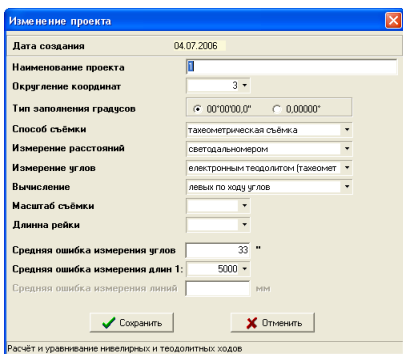 Изменение проекта
Дата создания 04.07.2006
Наименование проекта 1
Округление координат 3
Тип заполнения градусов 00°00'00,0" 0,00000°
Способ съёмки тахеометрическая съёмка
Измерение расстояний светодальномером
Измерение углов електронным теодолитом (тахеомет
Вычисление левых по ходу углов
Масштаб съёмки
Длинна рейки
Средняя ошибка измерения углов 33 "
Средняя ошибка измерения длин 1: 5000
Средняя ошибка измерения линий мм
Сохранить Отменить
Расчёт и уравнивание нивелирных и теодолитных ходов